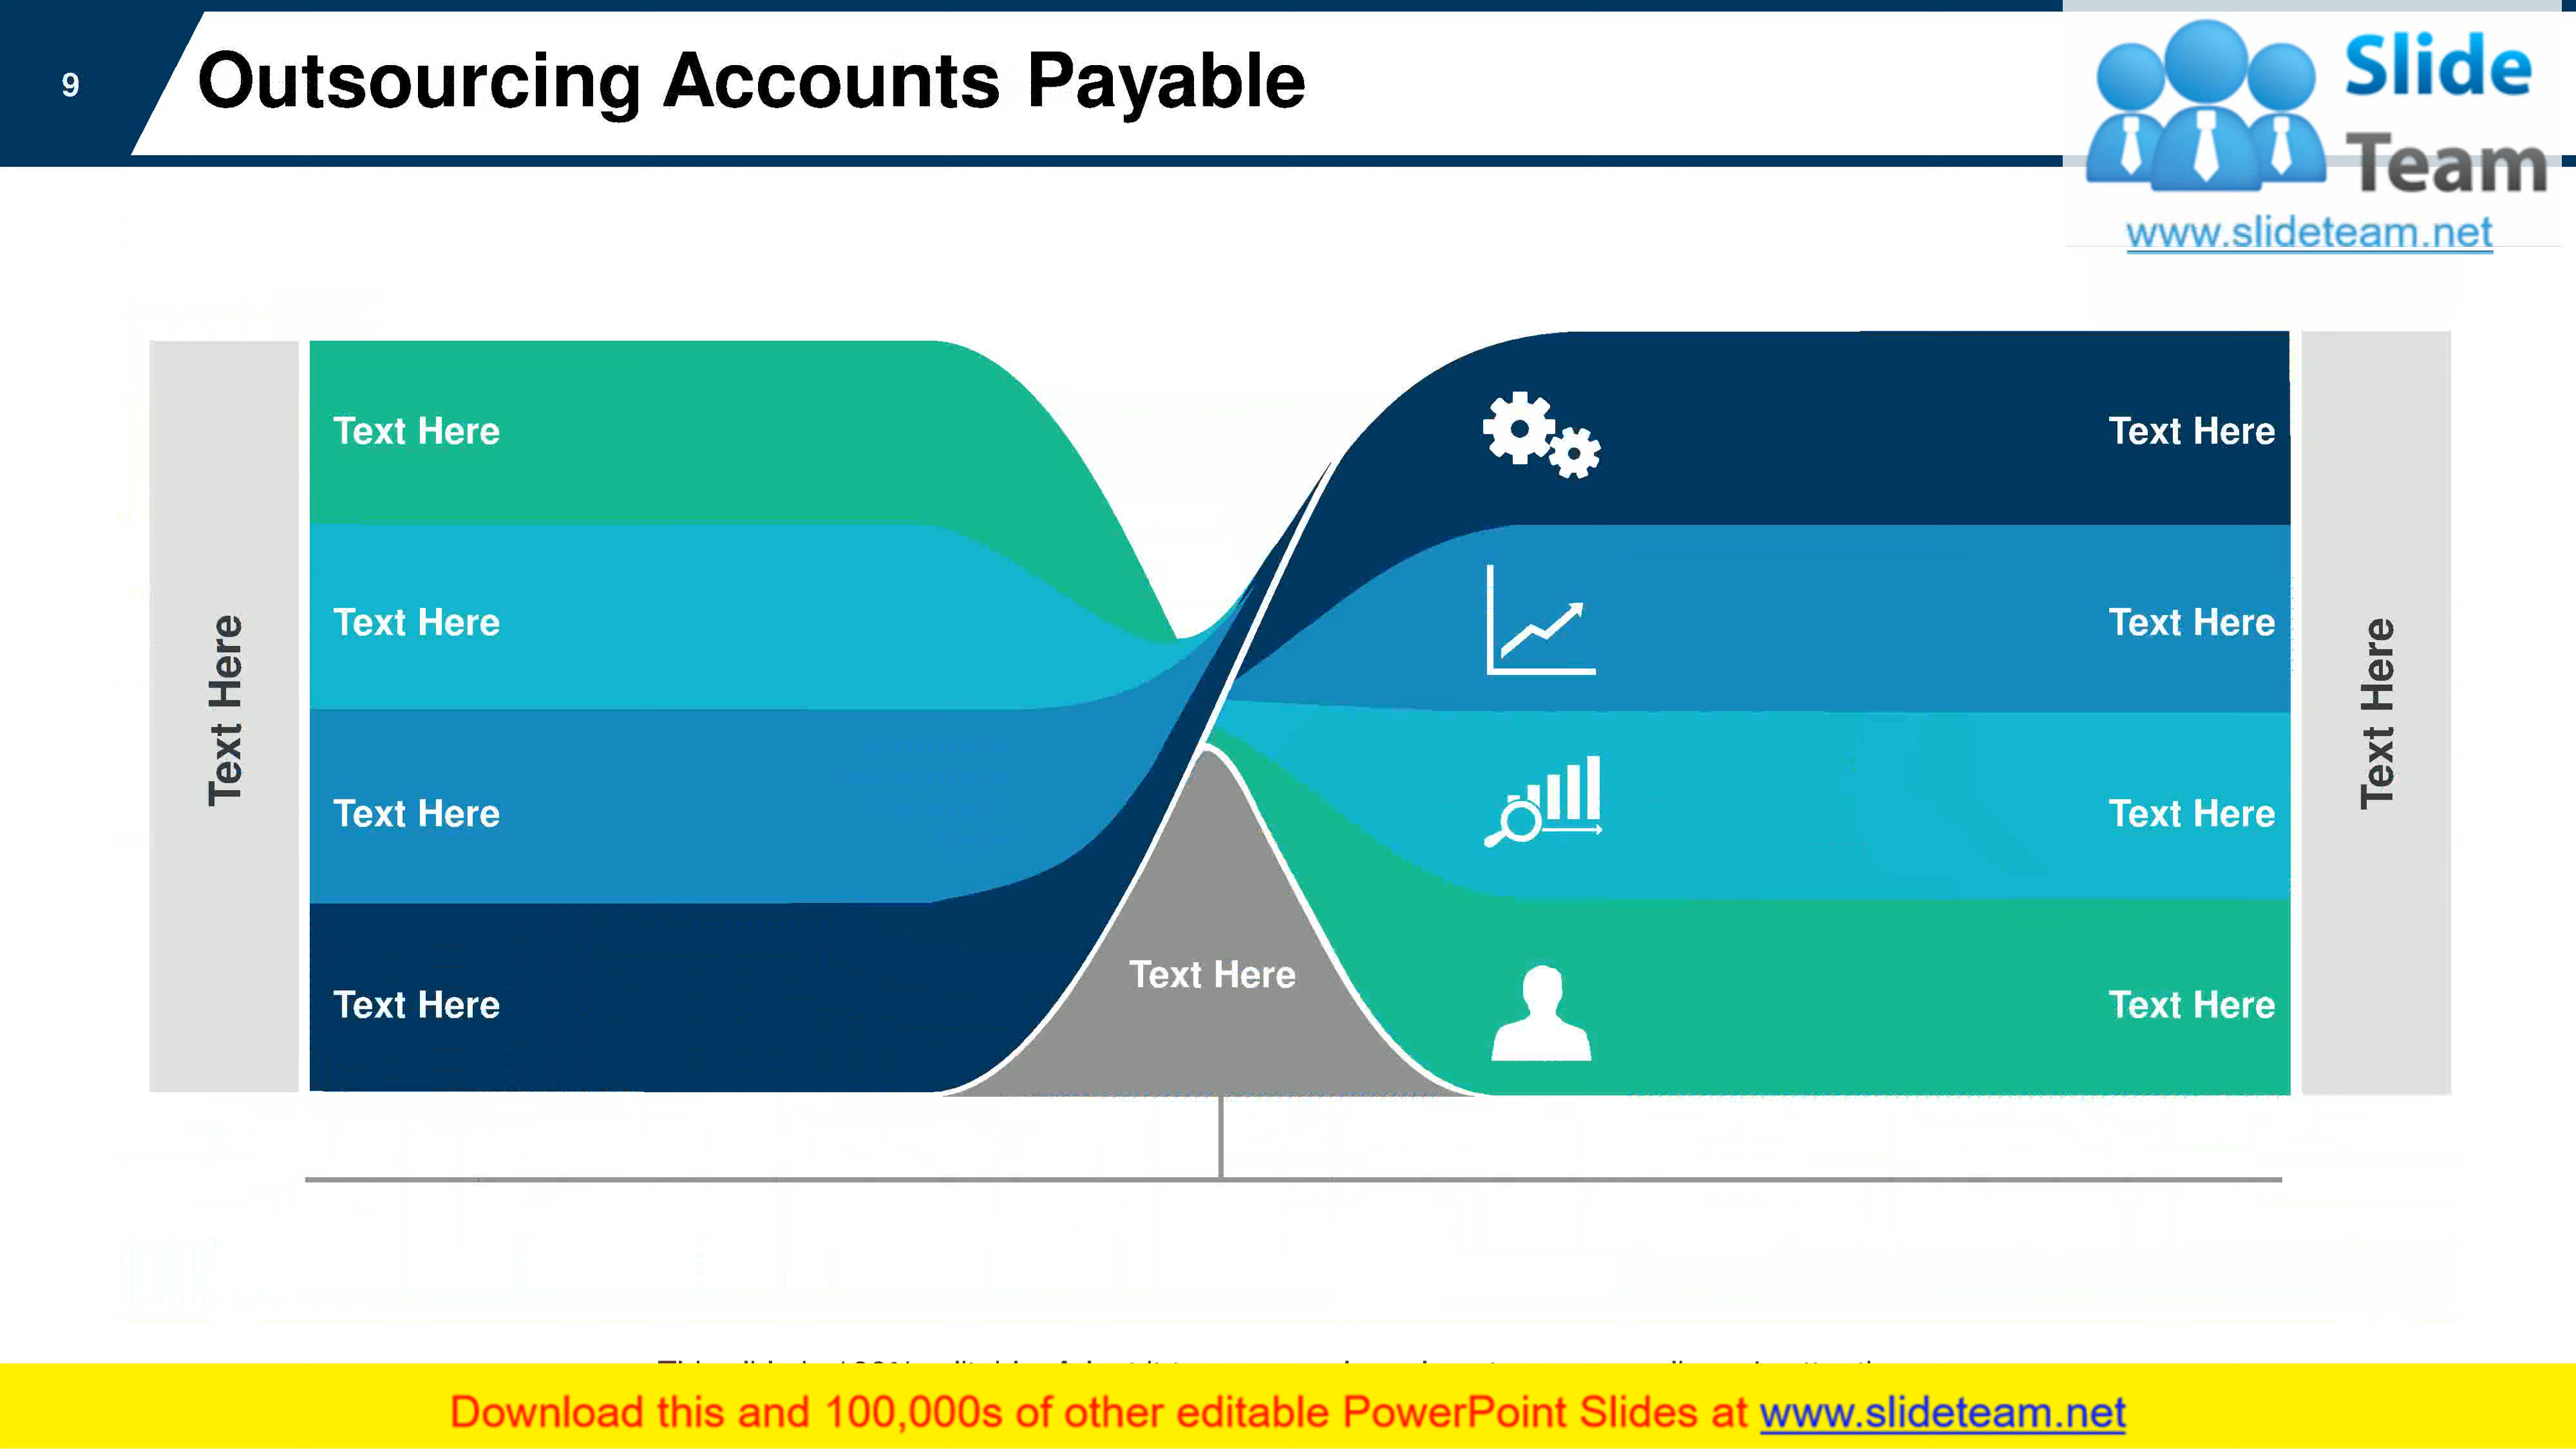 9
Outsourcing Accounts Payable
Slide
Team
www.slideteam.net
Text Here
Text Here
Text Here
Text Here
Text Here
Text Here
Text Here
Text Here
Text Here
Text Here
Text Here
Download this and 100,000s of other editable PowerPoint Slides at www.slideteam.net